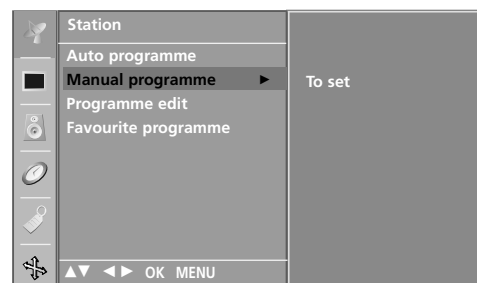 Station
Auto programme
Manual programme ►
To set
Programme edit
Favourite programme
▲▼ ◄► OK MENU